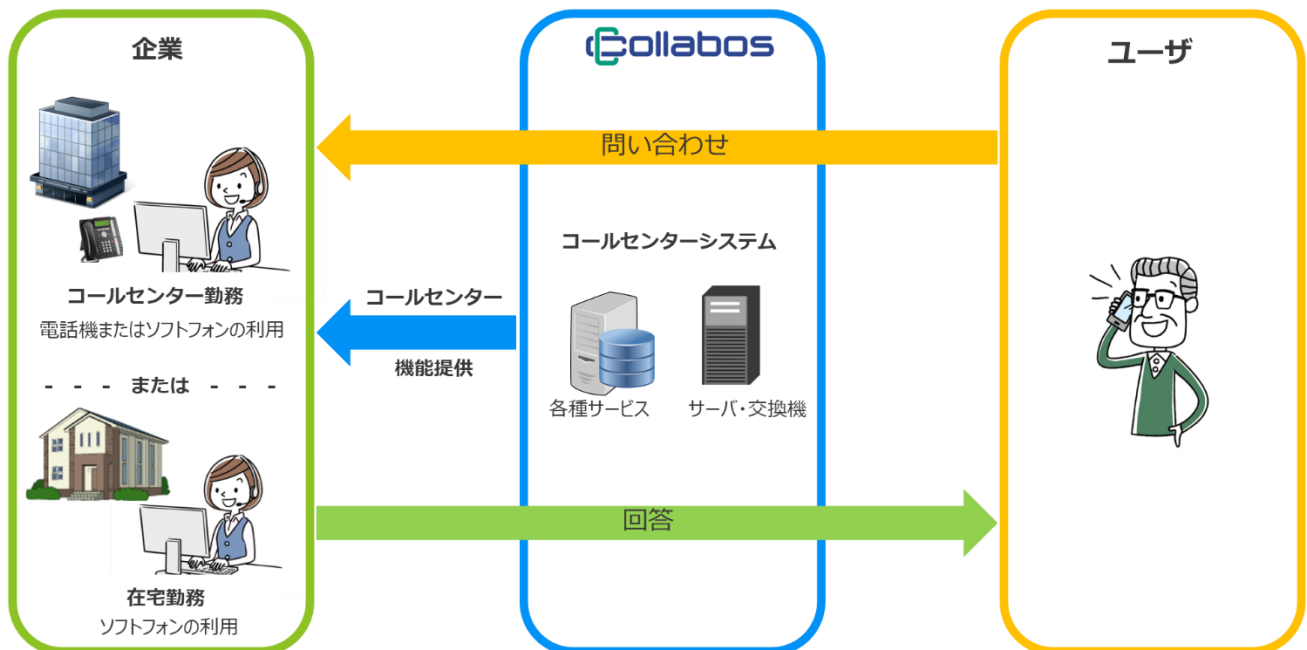 企業
Collabos
ユーザ
問い合わせ
コールセンターシステム
コールセンター勤務
電話機またはソフトフォンの利用
コールセンター
機能提供
各種サービス
サーバ・交換機
- - - または - - -
回答
在宅勤務
ソフトフォンの利用